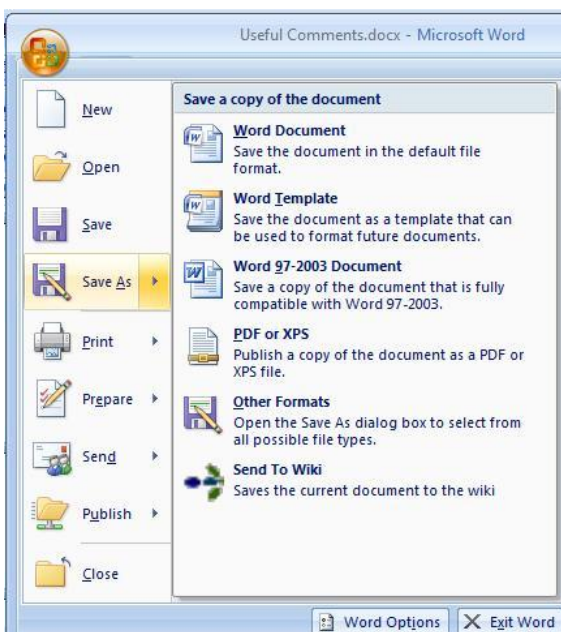 Useful Comments.docx - Microsoft Word
New
Open
Save
Save As
Print
Prepare
Send
Publish
Close
Save a copy of the document
Word Document
Save the document in the default file
format.
Word Template
Save the document as a template that can
be used to format future documents.
Word 97-2003 Document
Save a copy of the document that is fully
compatible with Word 97-2003.
PDF or XPS
Publish a copy of the document as a PDF or
XPS file.
Other Formats
Open the Save As dialog box to select from
all possible file types.
Send To Wiki
Saves the current document to the wiki
Word Options
Exit Word